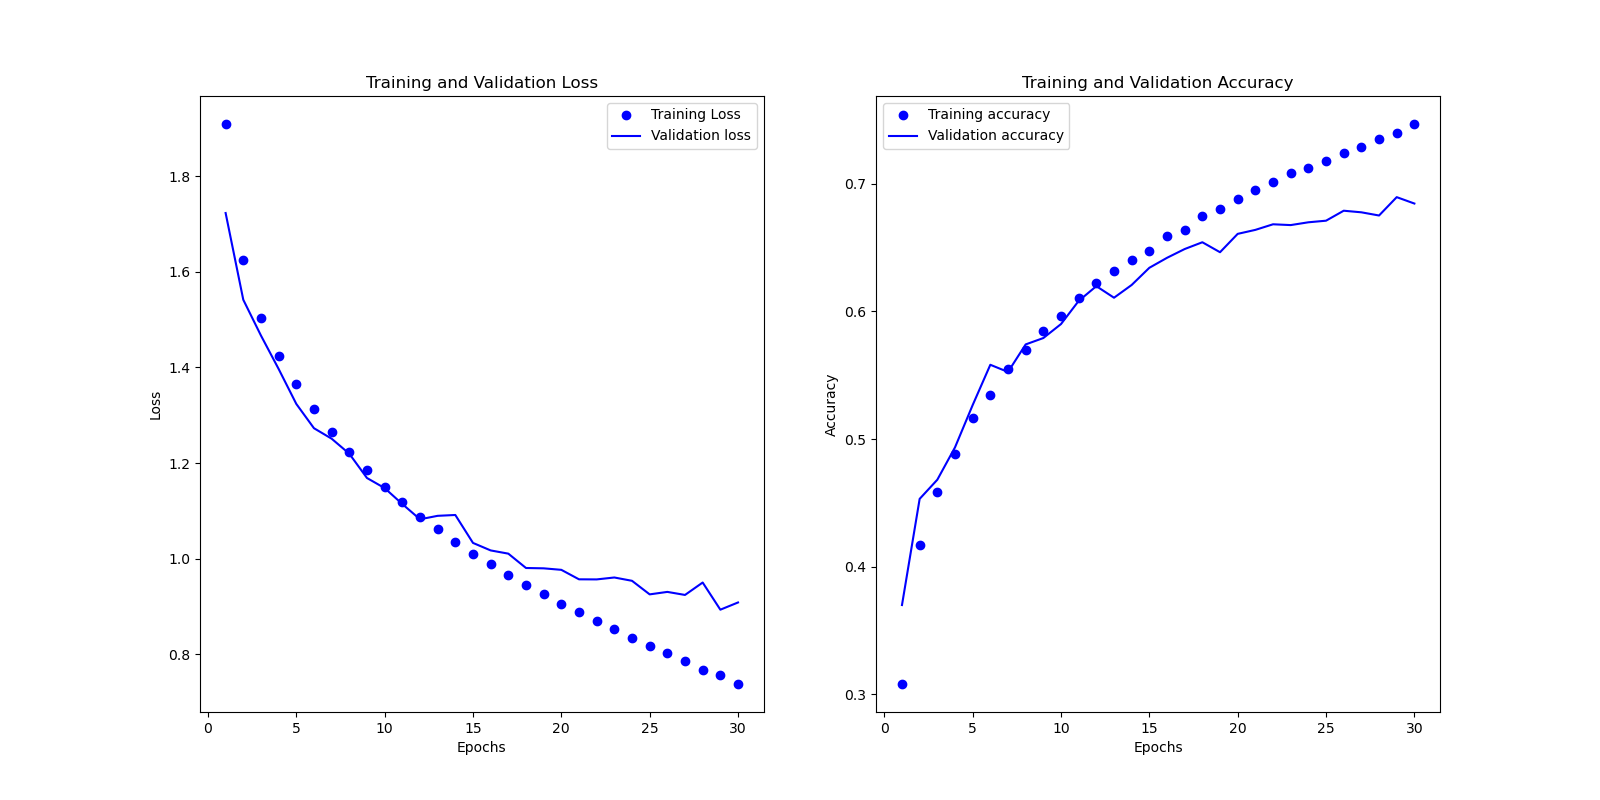 Training and Validation Loss
Training Loss
Validation loss
1.8
1.6
1.4
1.2
1.0
0.8
Loss
0 5 10 15 20 25 30
Epochs
Training and Validation Accuracy
Training accuracy
Validation accuracy
0.7
0.6
0.5
0.4
0.3
Accuracy
0 5 10 15 20 25 30
Epochs